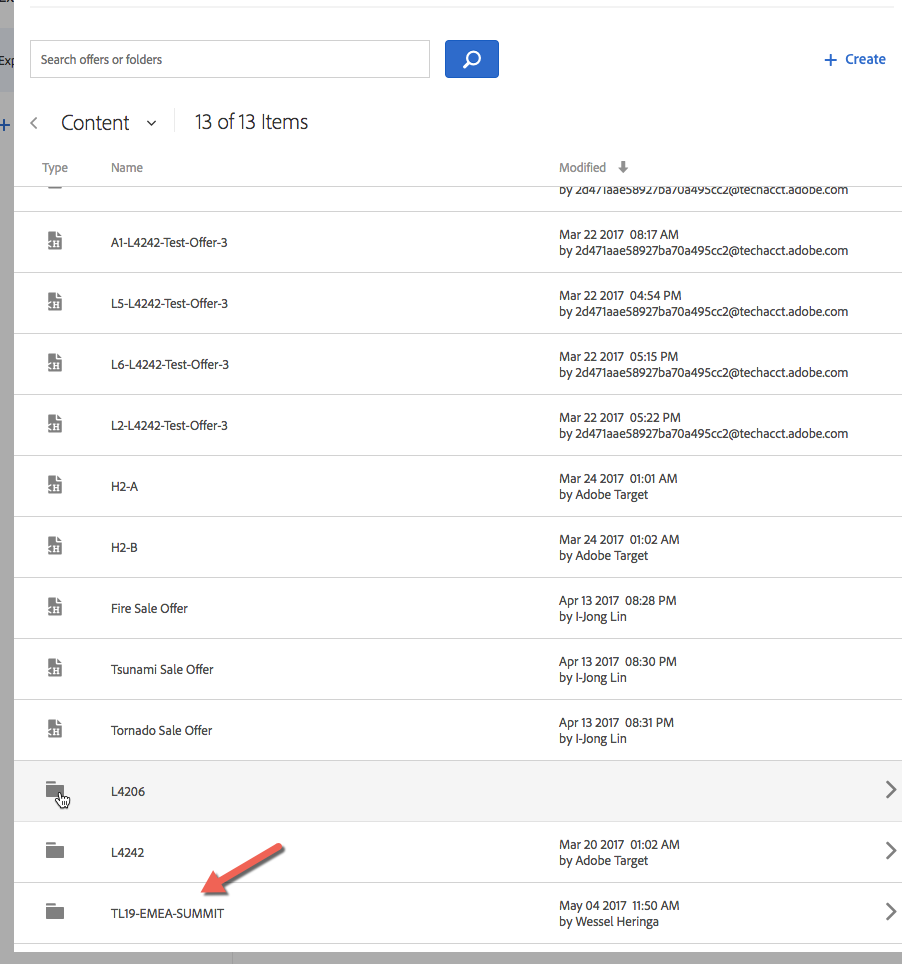 Exp
Search offers or folders
+ Create
Content
13 of 13 Items
Type Name Modified
by 2d471aae58927ba70a495cc2@techacct.adobe.com
A1-L4242-Test-Offer-3
Mar 22 2017 08:17 AM
by 2d471aae58927ba70a495cc2@techacct.adobe.com
L5-L4242-Test-Offer-3
Mar 22 2017 04:54 PM
by 2d471aae58927ba70a495cc2@techacct.adobe.com
L6-L4242-Test-Offer-3
Mar 22 2017 05:15 PM
by 2d471aae58927ba70a495cc2@techacct.adobe.com
L2-L4242-Test-Offer-3
Mar 22 2017 05:22 PM
by 2d471aae58927ba70a495cc2@techacct.adobe.com
H2-A
Mar 24 2017 01:01 AM
by Adobe Target
H2-B
Mar 24 2017 01:02 AM
by Adobe Target
Fire Sale Offer
Apr 13 2017 08:28 PM
by I-Jong Lin
Tsunami Sale Offer
Apr 13 2017 08:30 PM
by I-Jong Lin
Tornado Sale Offer
Apr 13 2017 08:31 PM
by I-Jong Lin
L4206
L4242
Mar 20 2017 01:02 AM
by Adobe Target
TL19-EMEA-SUMMIT
May 04 2017 11:50 AM
by Wessel Heringa